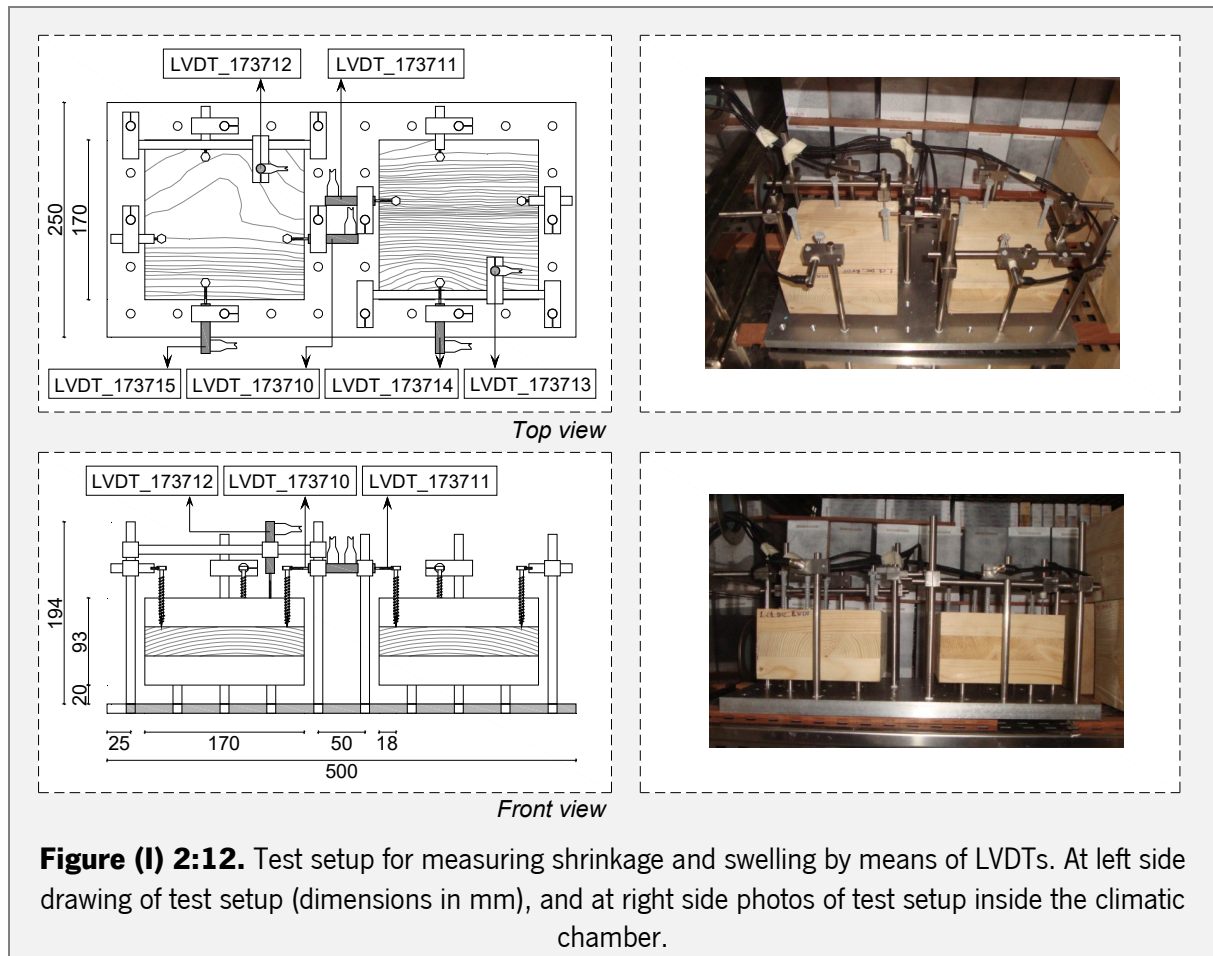 LVDT_173712
LVDT_173711
250
170
LVDT_173715
LVDT_173710
LVDT_173714
LVDT_173713
Top view
LVDT_173712
LVDT_173710
LVDT_173711
194
93
20
25
170
50
18
500
Front view
Figure (I) 2:12. Test setup for measuring shrinkage and swelling by means of LVDTs. At left side
drawing of test setup (dimensions in mm), and at right side photos of test setup inside the climatic
chamber.